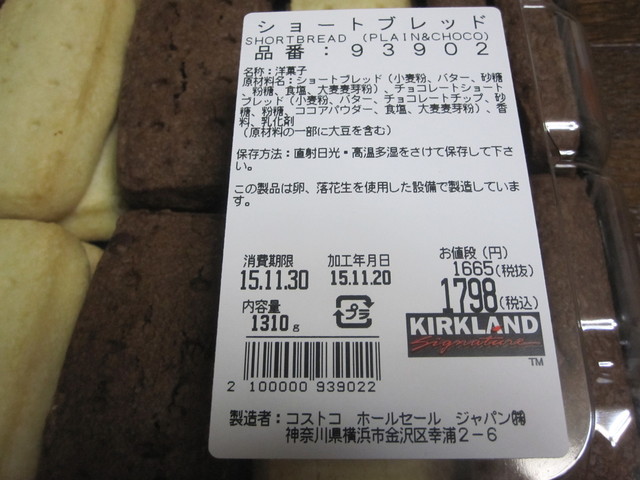 ショートブレッド
SHORTBREAD (PLAIN&CHOCO)
品番:93902
名称:洋菓子
原材料名:ショートブレッド(小麦粉、バター、砂糖
、粉糖、食塩、大麦麦芽粉)、チョコレートショート
ブレッド(小麦粉、バター、チョコレートチップ、砂
糖、粉糖、ココアパウダー、食塩、大麦麦芽粉)、香
料、乳化剤
(原材料の一部に大豆を含む)
保存方法:直射日光・高温多湿をさけて保存して下さ
い。
この製品は卵、落花生を使用した設備で製造していま
す。
消費期限 加工年月日 お値段(円)
1665(税抜)
15.11.30 15.11.20 1798(税込)
内容量
1310g プラ
KIRKLAND
Signature
TM
2 100000 939022
製造者:コストコ ホールセール ジャパン㈱
神奈川県横浜市金沢区幸浦2-6